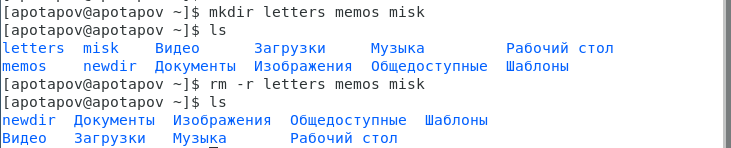 [apotapov@apotapov ~]$ mkdir letters memos misk
[apotapov@apotapov ~]$ ls
letters  misk    Видео      Загрузки     Музыка         Рабочий стол
memos    newdir  Документы  Изображения  Общедоступные  Шаблоны
[apotapov@apotapov ~]$ rm -r letters memos misk
[apotapov@apotapov ~]$ ls
newdir  Документы  Изображения  Общедоступные  Шаблоны
Видео   Загрузки   Музыка       Рабочий стол